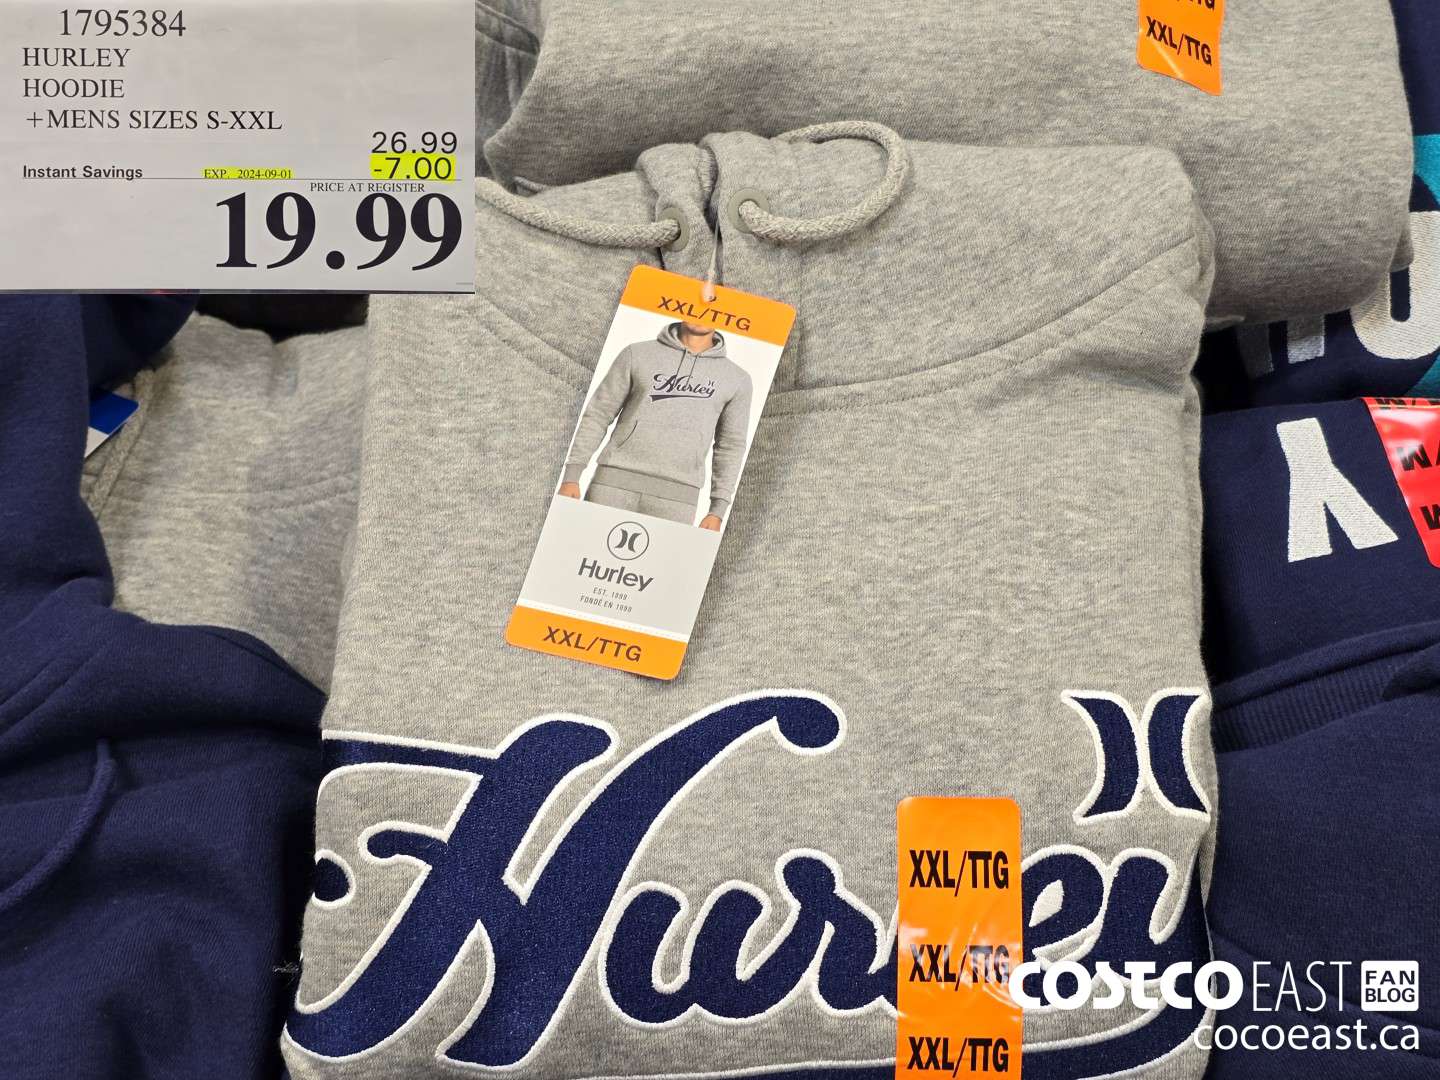 1795384
HURLEY
HOODIE
+MENS SIZES S-XXL
26.99
Instant Savings EXP. 2024-09-01 -7.00
PRICE AT REGISTER
19.99
XXL/TTG
XXL/TTG
Hurley
Hurley
EST. 1999
FONDÉ EN 1999
XXL/TTG
Hurley
XXL/TTG
XXL/TTG
XXL/TTG
Y
COSTCO EAST FAN BLOG
cocoeast.ca